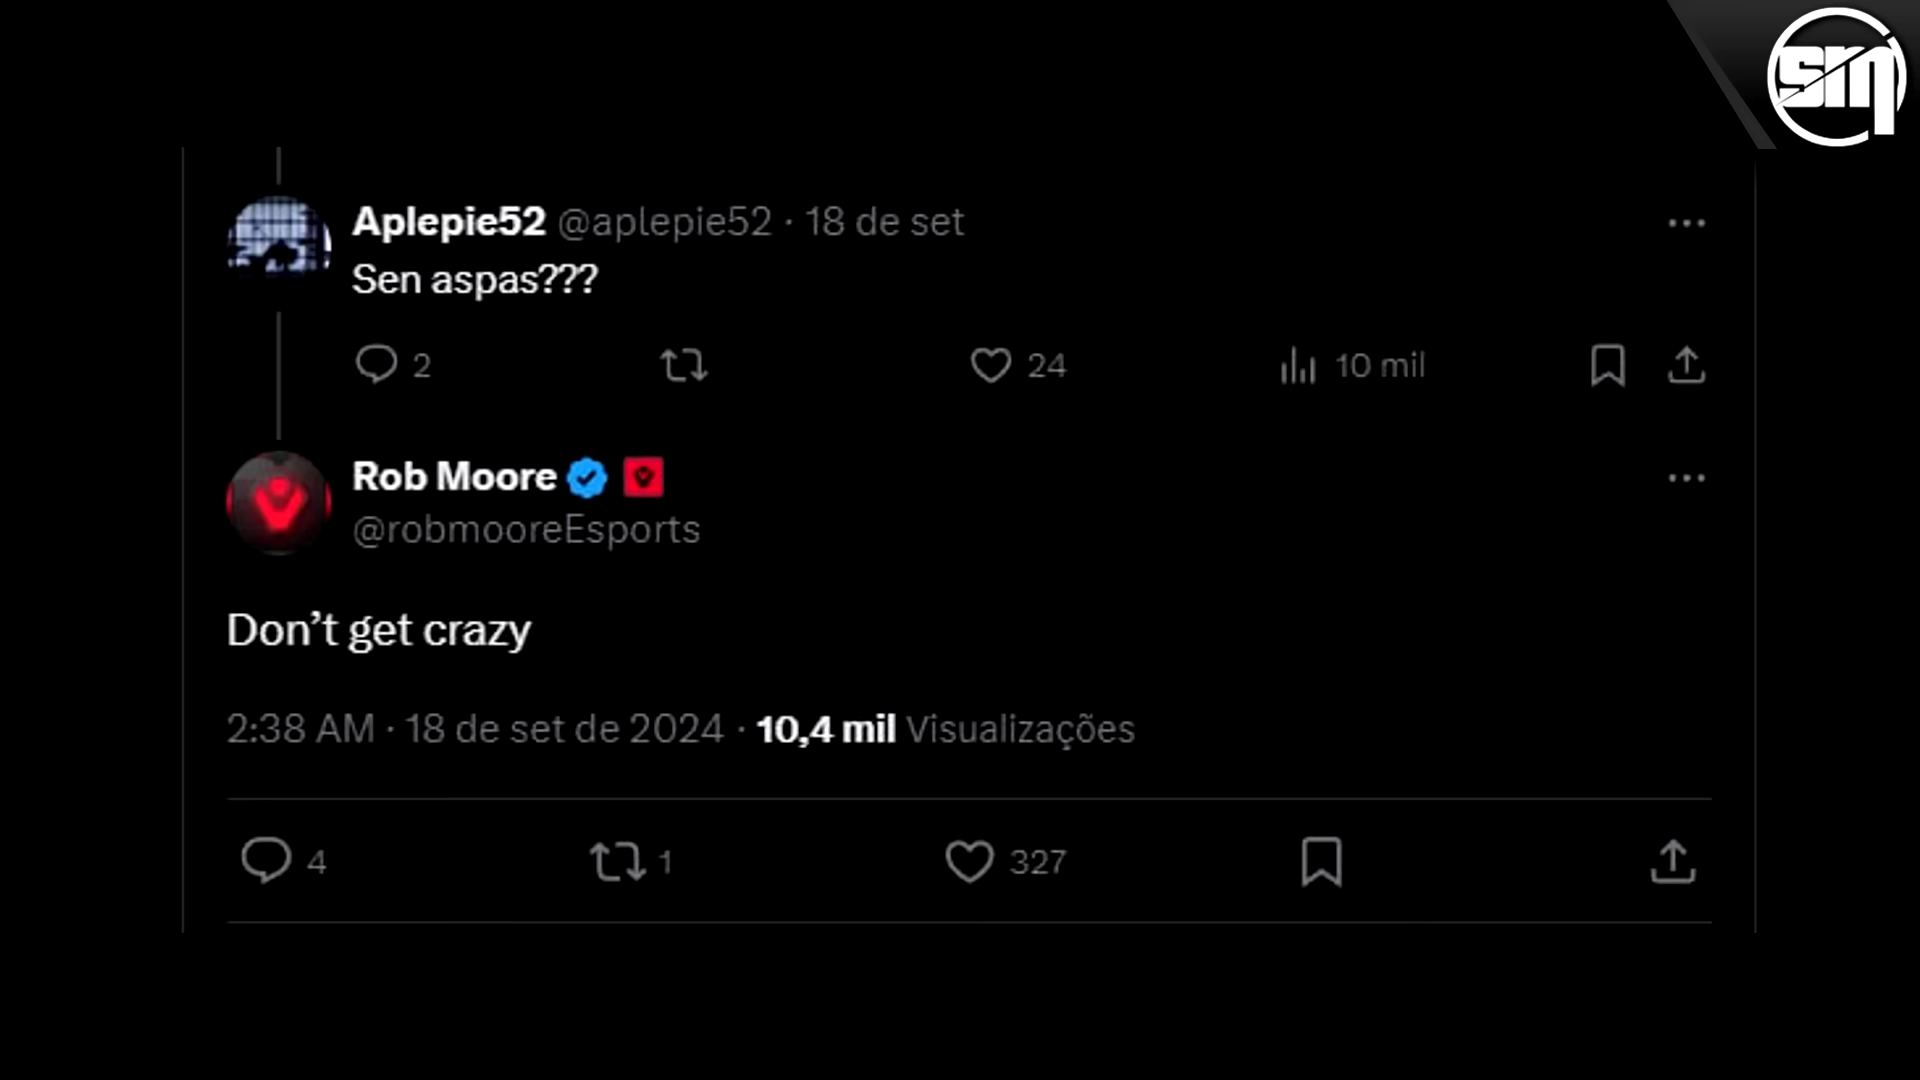 SM
Aplepie52 @aplepie52 · 18 de set
Sen aspas???
2 24 10 mil
Rob Moore
@robmooreEsports
Don’t get crazy
2:38 AM · 18 de set de 2024 · 10,4 mil Visualizações
4 1 327